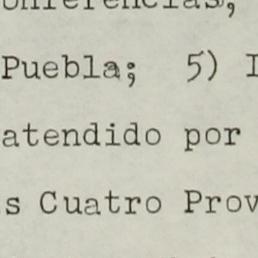 onferencias,
Puebla; 5)
atendido por
s Cuatro Prov